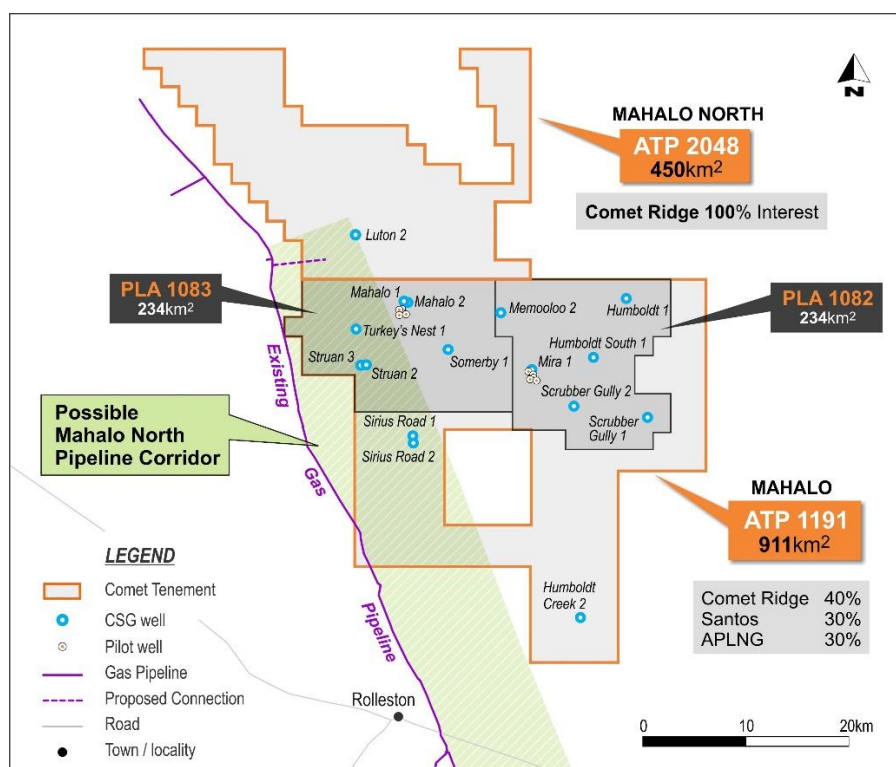 N
MAHALO NORTH
ATP 2048
450km²
Comet Ridge 100% Interest
Luton 2
PLA 1083
234km²
PLA 1082
234km²
Mahalo 1
Mahalo 2
Memooloo 2
Humboldt 1
Turkey's Nest 1
Humboldt South 1
Struan 3
Struan 2
Somerby 1
Mira 1
Scrubber Gully 2
Scrubber
Gully 1
Existing
Gas
Pipeline
Possible
Mahalo North
Pipeline Corridor
Sirius Road 1
Sirius Road 2
MAHALO
ATP 1191
911km²
Comet Ridge 40%
Santos 30%
APLNG 30%
Humboldt
Creek 2
LEGEND
Comet Tenement
CSG well
Pilot well
Gas Pipeline
Proposed Connection
Road
Town / locality
Rolleston
0 10 20km